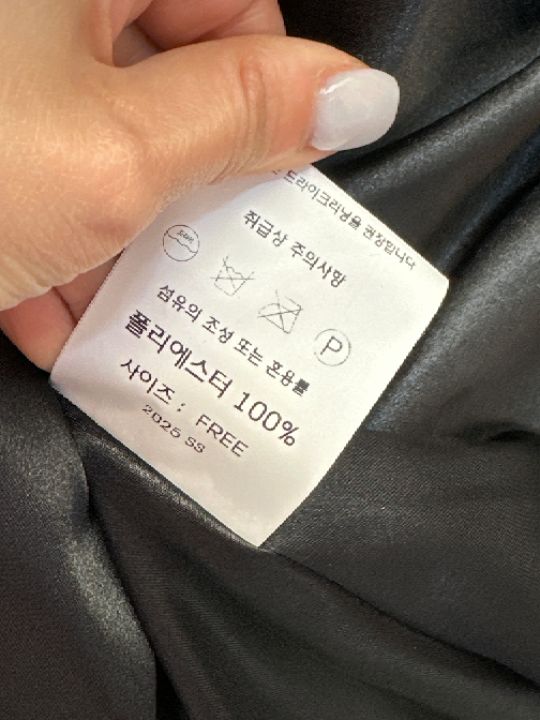 드라이크리닝을 권장합니다
취급상 주의사항
P
섬유의 조성 또는 혼용률
폴리에스터 100%
사이즈 : FREE
2025 SS